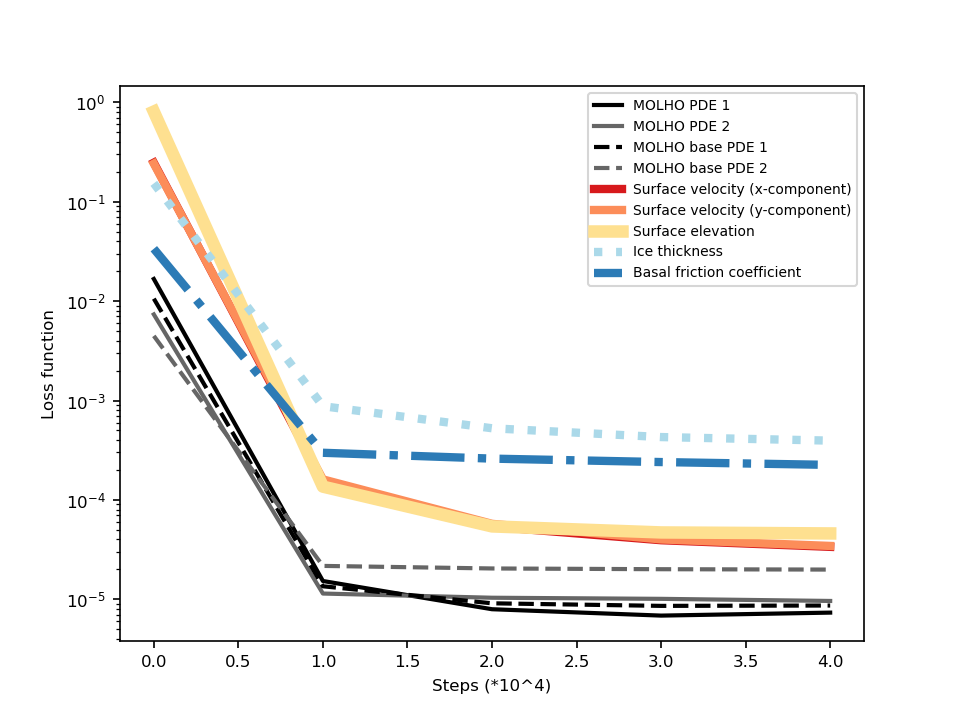 10^0
10^-1
10^-2
10^-3
10^-4
10^-5
Loss function
MOLHO PDE 1
MOLHO PDE 2
MOLHO base PDE 1
MOLHO base PDE 2
Surface velocity (x-component)
Surface velocity (y-component)
Surface elevation
Ice thickness
Basal friction coefficient
0.0 0.5 1.0 1.5 2.0 2.5 3.0 3.5 4.0
Steps (*10^4)